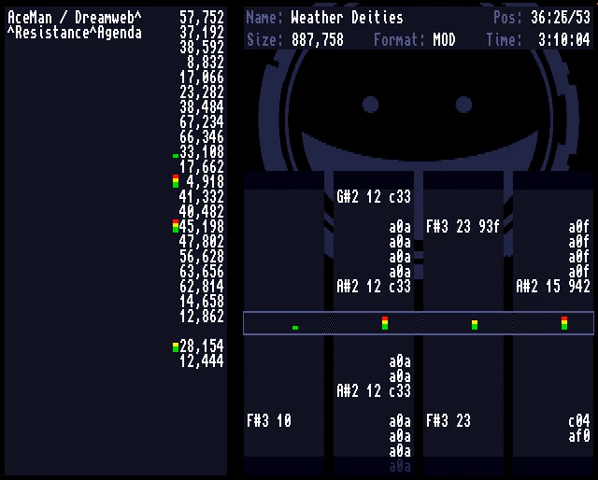 AceMan / Dreamweb^ 57,752
^Resistance^Agenda 37,192
38,592
8,832
17,066
23,282
38,484
67,234
66,346
33,108
17,662
4,918
41,332
40,482
45,198
47,802
56,628
63,656
62,814
14,658
12,862
28,154
12,444
Name: Weather Deities Pos: 36:26/53
Size: 887,758 Format: MOD Time: 3:10:04
G#2 12 c33
a0a F#3 23 93f a0f
a0a a0f
a0a a0f
a0a a0f
A#2 12 c33 A#2 15 942
a0a
a0a
A#2 12 c33
F#3 10 a0a F#3 23 c04
a0a af0
a0a
a0a